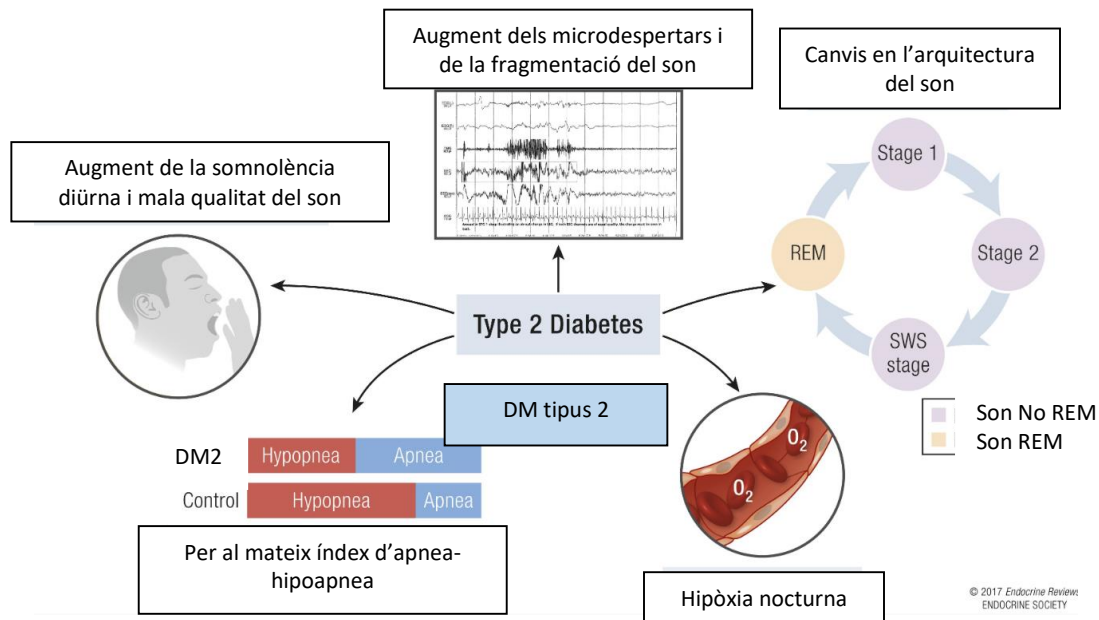 Augment dels microdespertars i
de la fragmentació del son
Canvis en l’arquitectura
del son
Augment de la somnolència
diürna i mala qualitat del son
Stage 1
REM
Stage 2
SWS
stage
Type 2 Diabetes
DM tipus 2
Son No REM
Son REM
DM2
Hypopnea
Apnea
Control
Hypopnea
Apnea
O2
O2
Per al mateix índex d’apnea-
hipoapnea
Hipòxia nocturna
© 2017 Endocrine Reviews
ENDOCRINE SOCIETY